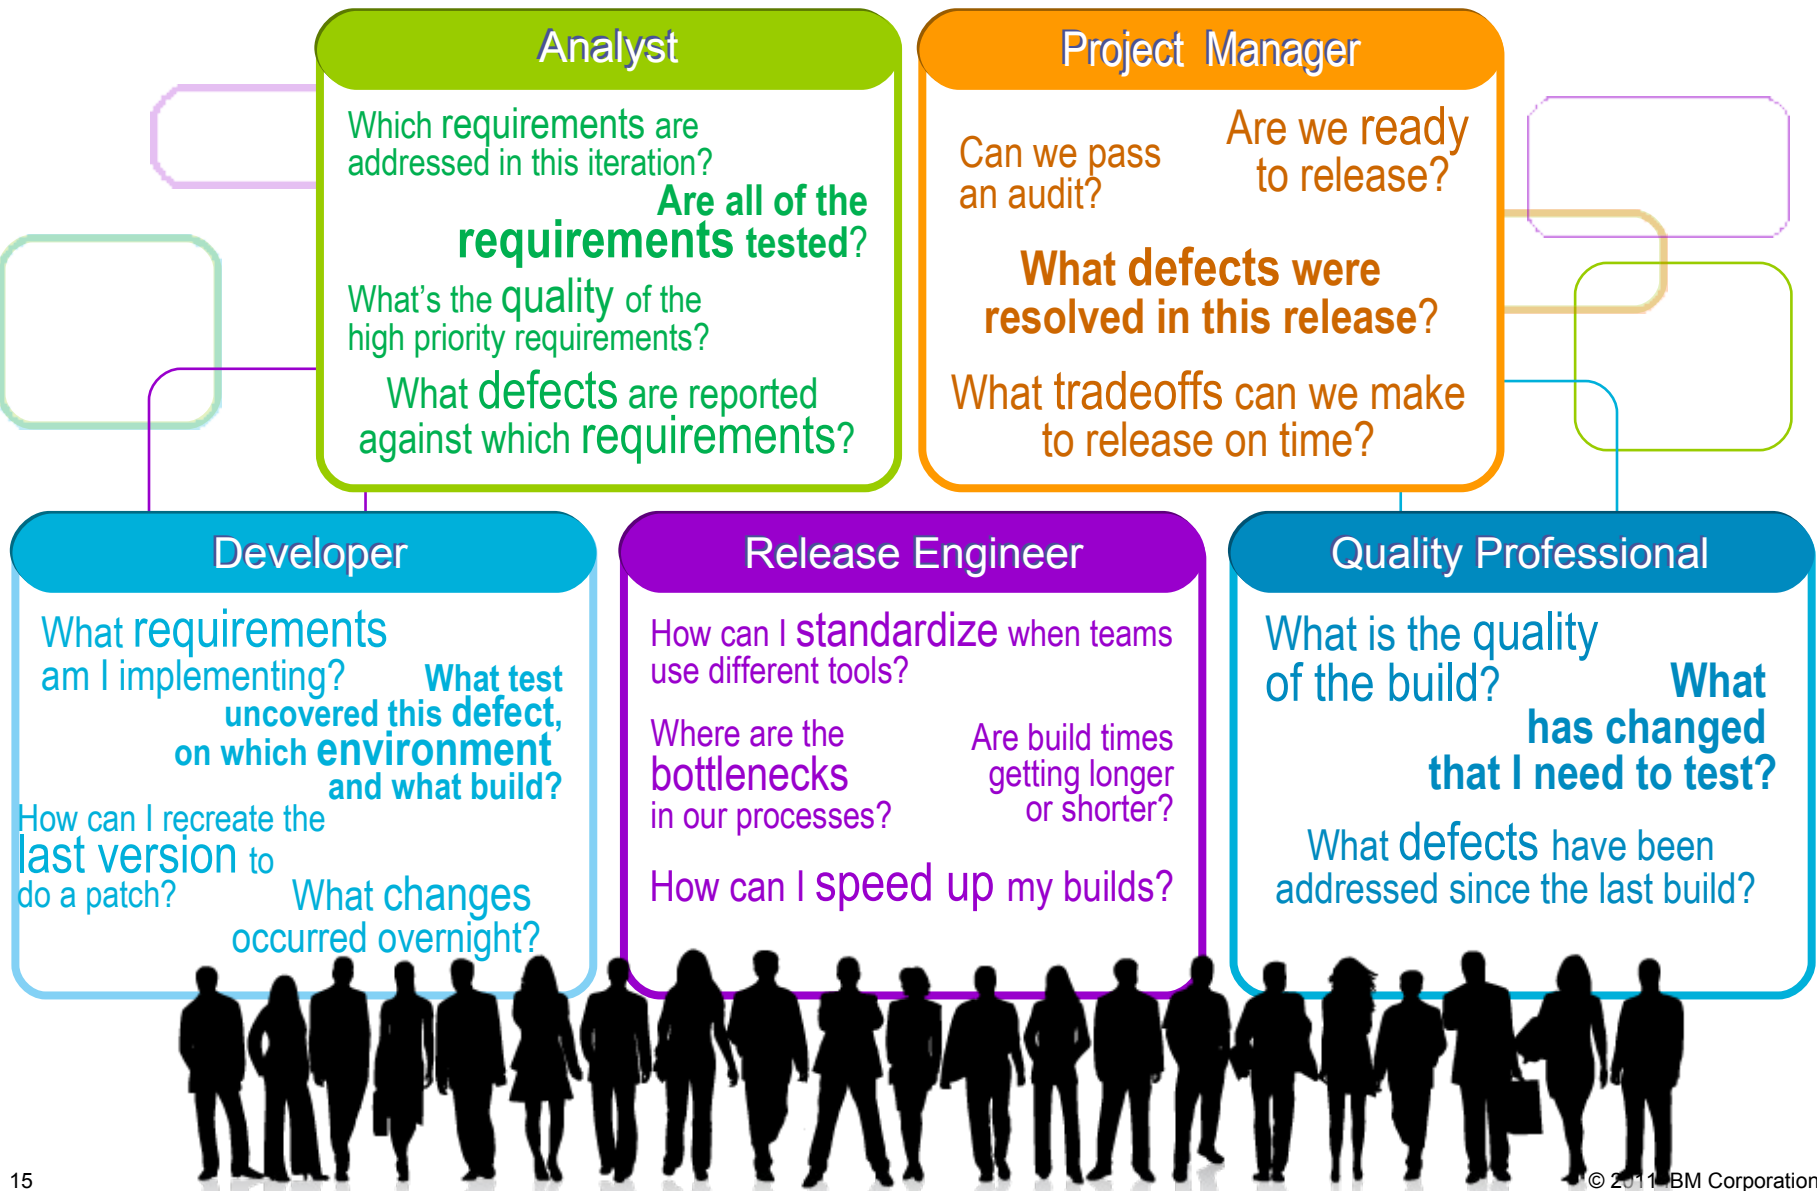 Analyst
Which requirements are
addressed in this iteration?
Are all of the
requirements tested?
What's the quality of the
high priority requirements?
What defects are reported
against which requirements?
Project Manager
Can we pass
an audit?
Are we ready
to release?
What defects were
resolved in this release?
What tradeoffs can we make
to release on time?
Developer
What requirements
am I implementing?
What test
uncovered this defect,
on which environment
and what build?
How can I recreate the
last version to
do a patch?
What changes
occurred overnight?
Release Engineer
How can I standardize when teams
use different tools?
Where are the
bottlenecks
in our processes?
Are build times
getting longer
or shorter?
How can I speed up my builds?
Quality Professional
What is the quality
of the build?
What
has changed
that I need to test?
What defects have been
addressed since the last build?
15
© 2011 IBM Corporation